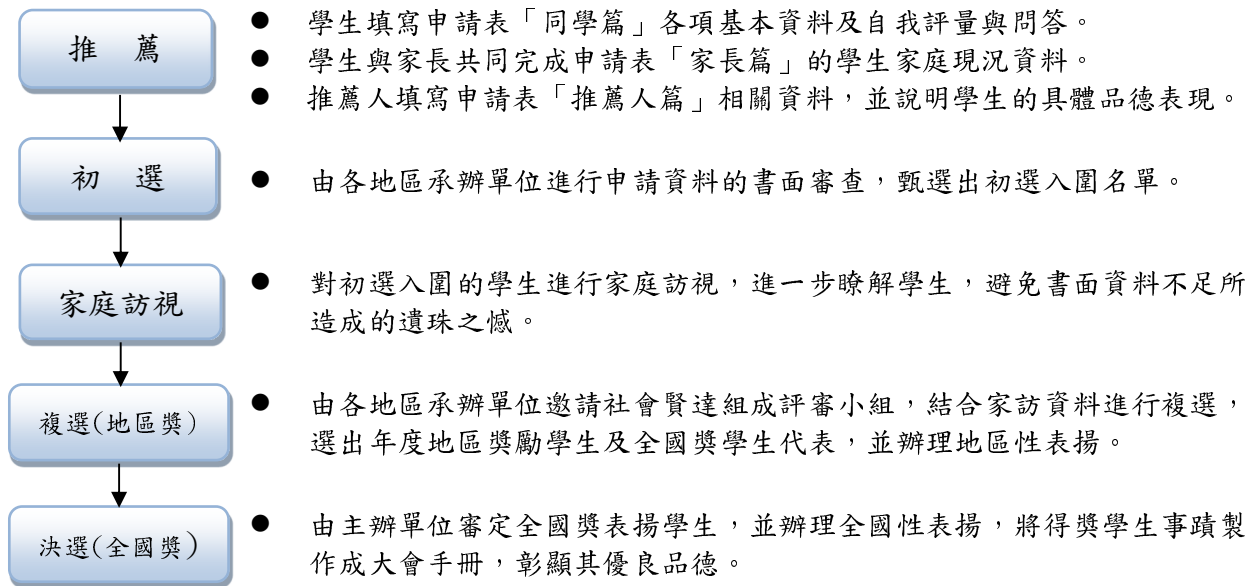 推　薦
● 學生填寫申請表「同學篇」各項基本資料及自我評量與問答。
● 學生與家長共同完成申請表「家長篇」的學生家庭現況資料。
● 推薦人填寫申請表「推薦人篇」相關資料，並說明學生的具體品德表現。
初　選
● 由各地區承辦單位進行申請資料的書面審查，甄選出初選入圍名單。
家庭訪視
● 對初選入圍的學生進行家庭訪視，進一步瞭解學生，避免書面資料不足所
造成的遺珠之憾。
複選(地區獎)
● 由各地區承辦單位邀請社會賢達組成評審小組，結合家訪資料進行複選，
選出年度地區獎勵學生及全國獎學生代表，並辦理地區性表揚。
決選(全國獎)
● 由主辦單位審定全國獎表揚學生，並辦理全國性表揚，將得獎學生事蹟製
作成大會手冊，彰顯其優良品德。